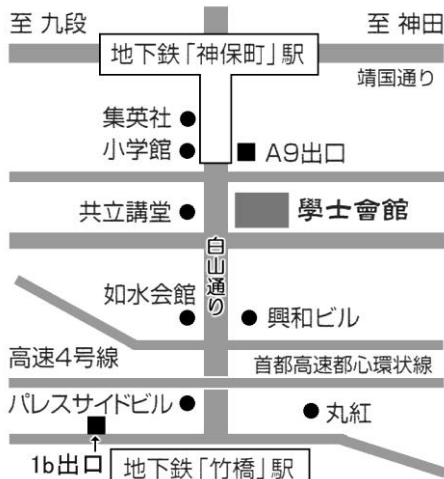 至 九段
至 神田
地下鉄「神保町」駅
靖国通り
集英社
小学館
A9出口
共立講堂
學士會館
白山通り
如水会館
興和ビル
高速4号線
首都高速都心環状線
パレスサイドビル
丸紅
1b出口
地下鉄「竹橋」駅